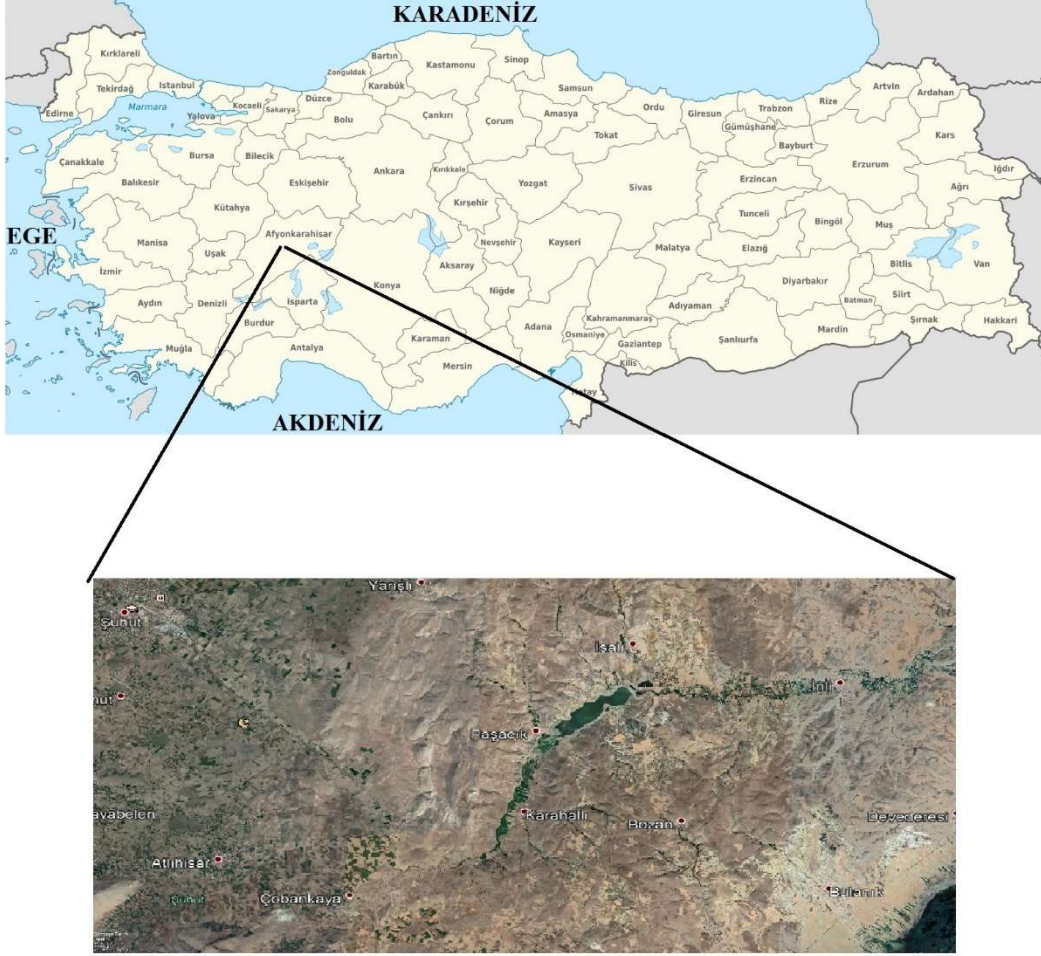 KARADENİZ
Kırklareli
Edirne
Tekirdağ
Istanbul
Marmara
Yalova
Kocaeli
Sakarya
Düzce
Zonguldak
Bartın
Karabük
Kastamonu
Sinop
Samsun
Ordu
Giresun
Trabzon
Rize
Artvin
Ardahan
Gümüşhane
Bayburt
Kars
Iğdır
Ağrı
Erzurum
Erzincan
Bolu
Çankırı
Çorum
Amasya
Tokat
Çanakkale
Balıkesir
Bursa
Bilecik
Eskişehir
Ankara
Kırıkkale
Yozgat
Sivas
Kütahya
Kırşehir
Tunceli
Bingöl
Muş
EGE
Manisa
Uşak
Afyonkarahisar
Nevşehir
Kayseri
Malatya
Elazığ
Bitlis
Van
İzmir
Aksaray
Konya
Niğde
Diyarbakır
Batman
Siirt
Aydın
Denizli
Isparta
Burdur
Adana
Kahramanmaraş
Adıyaman
Şırnak
Hakkari
Muğla
Antalya
Karaman
Mersin
Osmaniye
Gaziantep
Kilis
Şanlıurfa
Mardin
AKDENİZ
Yarışlı
Şuhut
İsalı
İnli
Paşacık
Karahallı
Bozan
Devederesi
Atlıhisar
Şuhut
Çobankaya
Bulanık